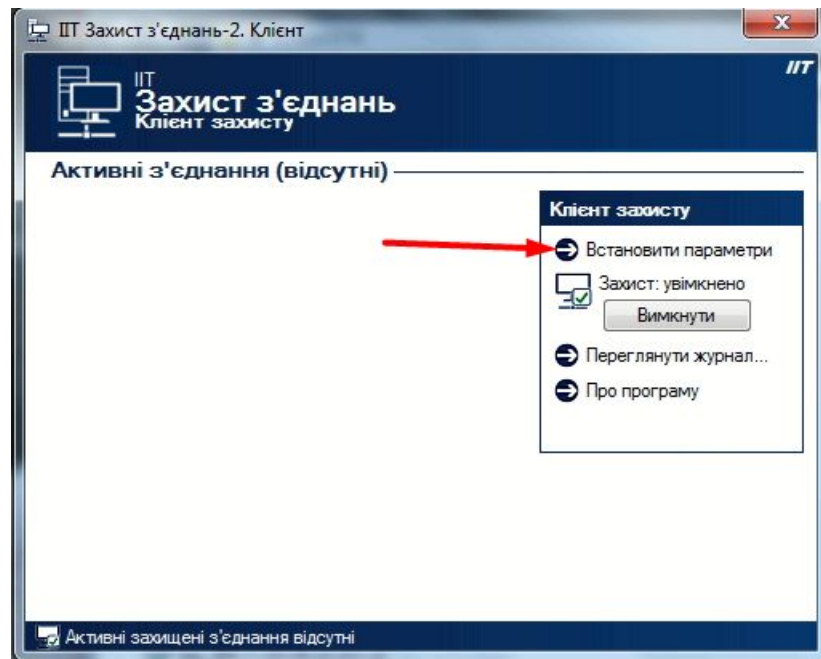 ІІТ Захист з'єднань-2. Клієнт
ІІТ
ІІТ
Захист з'єднань
Клієнт захисту
Активні з'єднання (відсутні)
Клієнт захисту
Встановити параметри
Захист: увімкнено
Вимкнути
Переглянути журнал...
Про програму
Активні захищені з'єднання відсутні